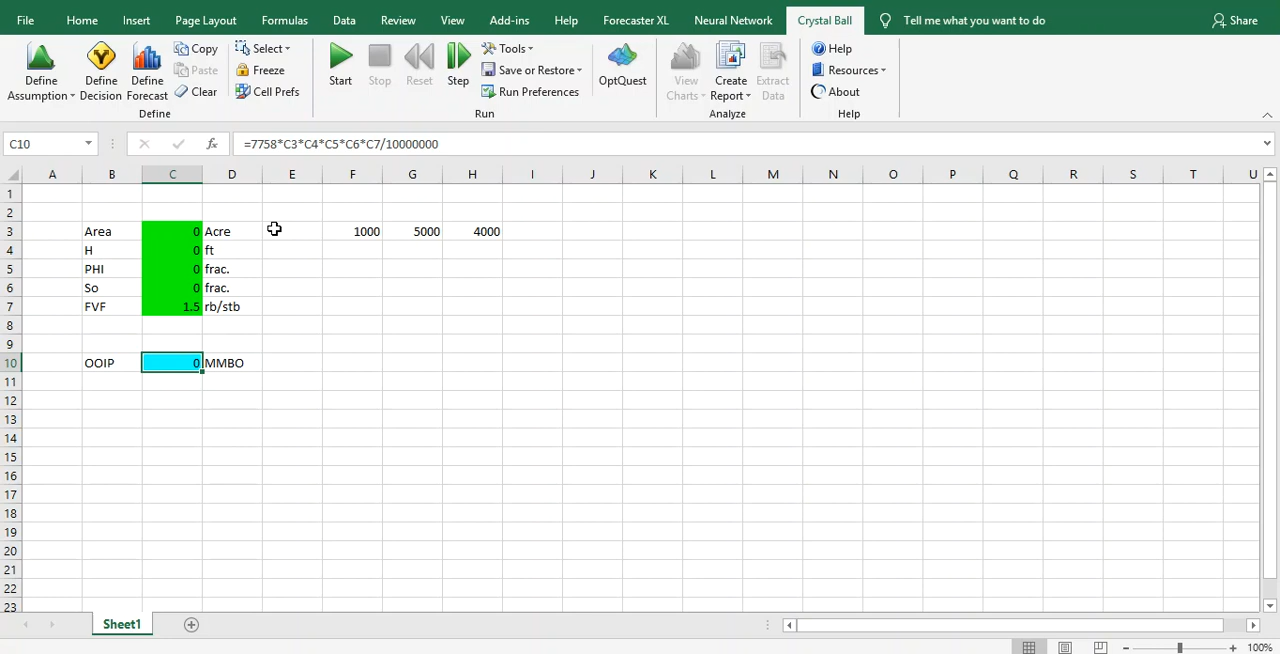 File Home Insert Page Layout Formulas Data Review View Add-ins Help Forecaster XL Neural Network Crystal Ball Tell me what you want to do Share
Define Assumption
Define Decision
Define Forecast
Copy
Paste
Clear
Select
Freeze
Cell Prefs
Define
Start
Stop
Reset
Step
Tools
Save or Restore
Run Preferences
Run
OptQuest
View Charts
Create Report
Extract Data
Analyze
Help
Resources
About
Help
C10 fx =7758*C3*C4*C5*C6*C7/10000000
A B C D E F G H I J K L M N O P Q R S T U
1
2
3 Area 0 Acre 1000 5000 4000
4 H 0 ft
5 PHI 0 frac.
6 So 0 frac.
7 FVF 1.5 rb/stb
8
9
10 OOIP 0 MMBO
11
12
13
14
15
16
17
18
19
20
21
22
23
Sheet1
100%